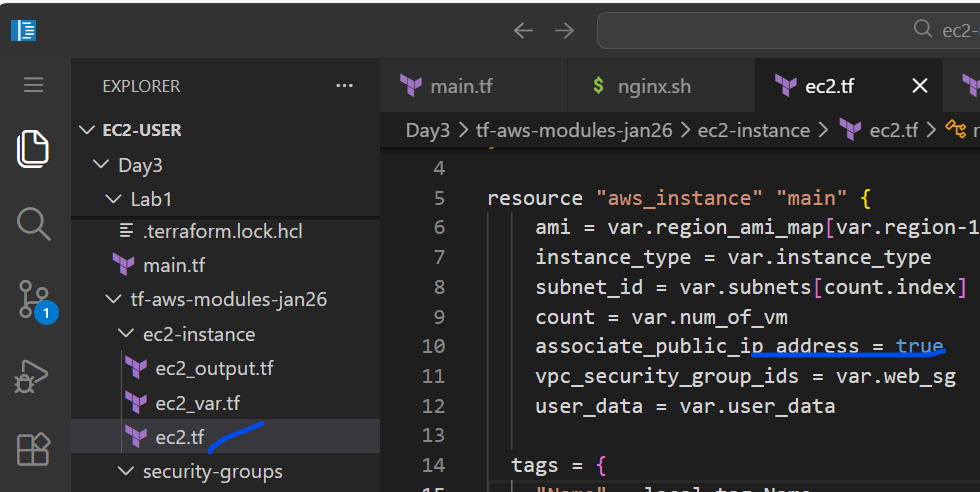 ec2-
EXPLORER
main.tf
$ nginx.sh
ec2.tf
EC2-USER
Day3
Lab1
.terraform.lock.hcl
main.tf
tf-aws-modules-jan26
ec2-instance
ec2_output.tf
ec2_var.tf
ec2.tf
security-groups
1
Day3 > tf-aws-modules-jan26 > ec2-instance > ec2.tf >
4
5 resource "aws_instance" "main" {
6 ami = var.region_ami_map[var.region-1
7 instance_type = var.instance_type
8 subnet_id = var.subnets[count.index]
9 count = var.num_of_vm
10 associate_public_ip_address = true
11 vpc_security_group_ids = var.web_sg
12 user_data = var.user_data
13
14 tags = {